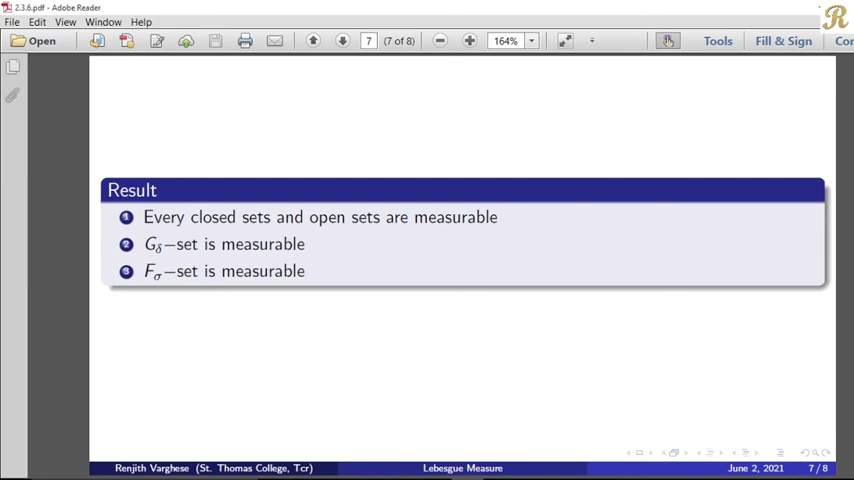 2.3.6.pdf - Adobe Reader
File Edit View Window Help
R
Open 7 (7 of 8) 164% Tools Fill & Sign Co
Result
1 Every closed sets and open sets are measurable
2 Gδ−set is measurable
3 Fσ−set is measurable
Renjith Varghese (St. Thomas College, Tcr) Lebesgue Measure June 2, 2021 7 / 8